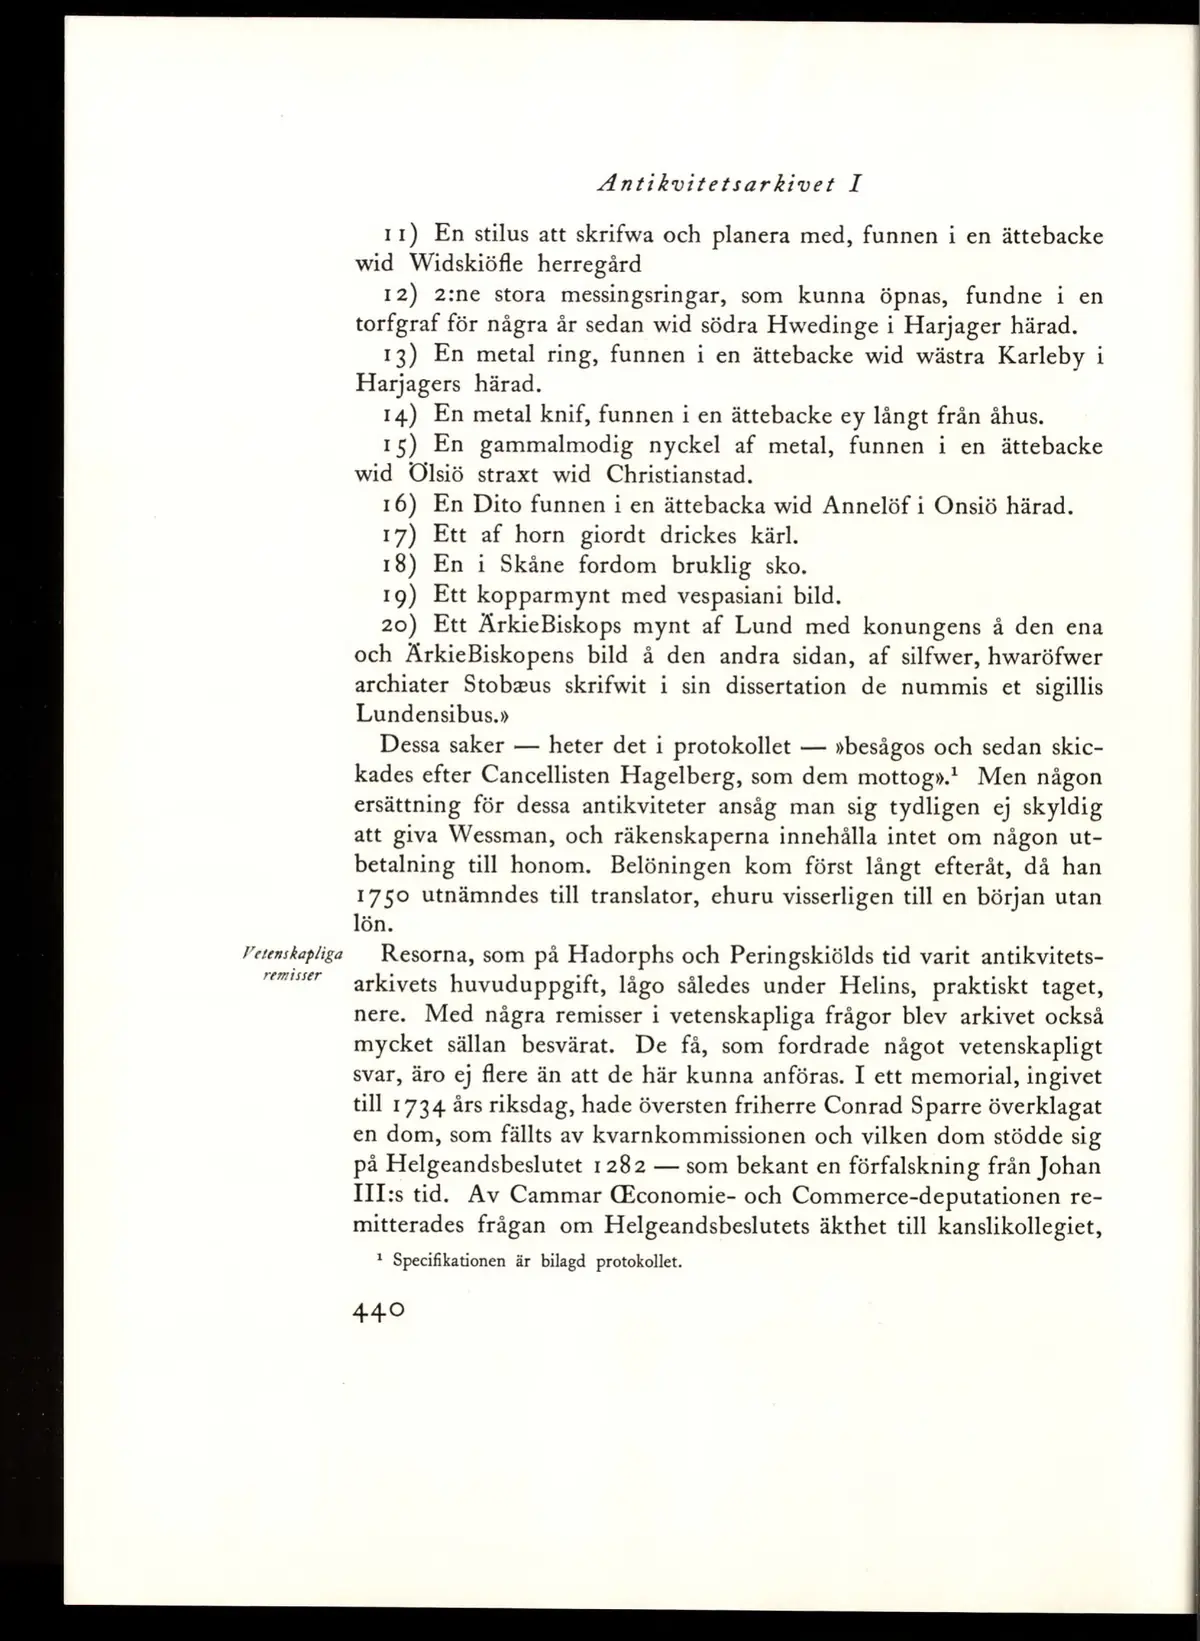 Antikvitetsarkivet I
11) En stilus att skrifwa och planera med, funnen i en ättebacke
wid Widskiöfle herregård
12) 2:ne stora messingsringar, som kunna öpnas, fundne i en
torfgraf för några år sedan wid södra Hwedinge i Harjager härad.
13) En metal ring, funnen i en ättebacke wid wästra Karleby i
Harjagers härad.
14) En metal knif, funnen i en ättebacke ey långt från åhus.
15) En gammalmodig nyckel af metal, funnen i en ättebacke
wid Ölsiö straxt wid Christianstad.
16) En Dito funnen i en ättebacka wid Annelöf i Onsiö härad.
17) Ett af horn giordt drickes kärl.
18) En i Skåne fordom bruklig sko.
19) Ett kopparmynt med vespasiani bild.
20) Ett ÄrkieBiskops mynt af Lund med konungens å den ena
och ÄrkieBiskopens bild å den andra sidan, af silfwer, hwaröfwer
archiater Stobæus skrifwit i sin dissertation de nummis et sigillis
Lundensibus.»
Dessa saker — heter det i protokollet — »besågos och sedan skic-
kades efter Cancellisten Hagelberg, som dem mottog».¹ Men någon
ersättning för dessa antikviteter ansåg man sig tydligen ej skyldig
att giva Wessman, och räkenskaperna innehålla intet om någon ut-
betalning till honom. Belöningen kom först långt efteråt, då han
1750 utnämndes till translator, ehuru visserligen till en början utan
lön.
Vetenskapliga
remisser
Resorna, som på Hadorphs och Peringskiölds tid varit antikvitets-
arkivets huvuduppgift, lågo således under Helins, praktiskt taget,
nere. Med några remisser i vetenskapliga frågor blev arkivet också
mycket sällan besvärat. De få, som fordrade något vetenskapligt
svar, äro ej flere än att de här kunna anföras. I ett memorial, ingivet
till 1734 års riksdag, hade översten friherre Conrad Sparre överklagat
en dom, som fällts av kvarnkommissionen och vilken dom stödde sig
på Helgeandsbeslutet 1282 — som bekant en förfalskning från Johan
III:s tid. Av Cammar Œconomie- och Commerce-deputationen re-
mitterades frågan om Helgeandsbeslutets äkthet till kanslikollegiet,
¹ Specifikationen är bilagd protokollet.
440